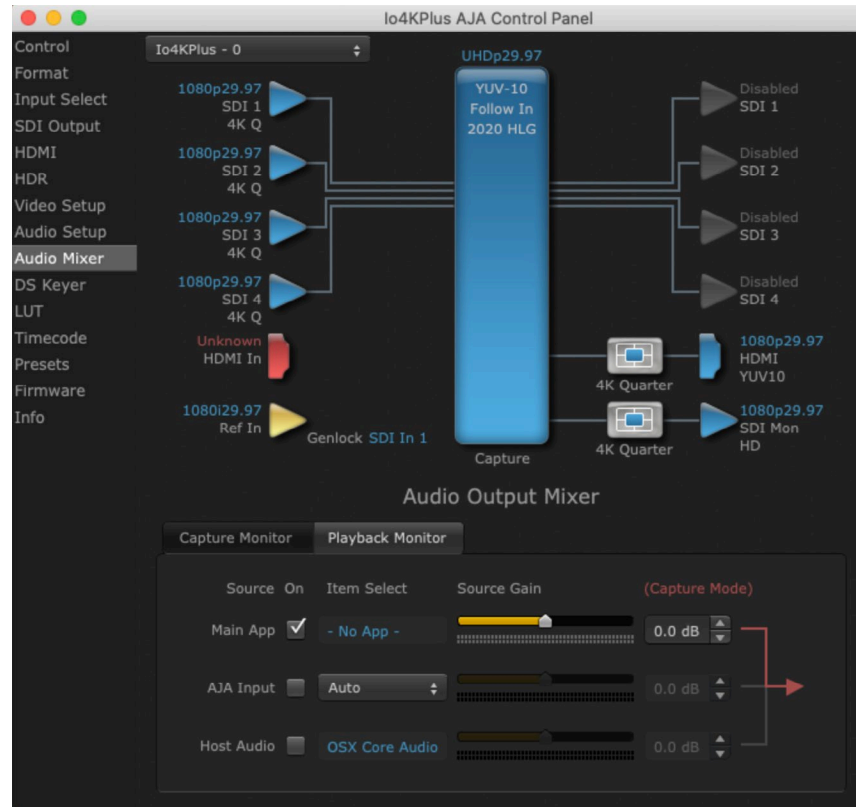 Io4KPlus AJA Control Panel
Control
Format
Input Select
SDI Output
HDMI
HDR
Video Setup
Audio Setup
Audio Mixer
DS Keyer
LUT
Timecode
Presets
Firmware
Info
Io4KPlus - 0
UHDp29.97
YUV-10
Follow In
2020 HLG
Capture
1080p29.97
SDI 1
4K Q
1080p29.97
SDI 2
4K Q
1080p29.97
SDI 3
4K Q
1080p29.97
SDI 4
4K Q
Unknown
HDMI In
1080i29.97
Ref In
Genlock SDI In 1
Disabled
SDI 1
Disabled
SDI 2
Disabled
SDI 3
Disabled
SDI 4
4K Quarter
1080p29.97
HDMI
YUV10
4K Quarter
1080p29.97
SDI Mon
HD
Audio Output Mixer
Capture Monitor Playback Monitor
Source On Item Select Source Gain (Capture Mode)
Main App - No App - 0.0 dB
AJA Input Auto 0.0 dB
Host Audio OSX Core Audio 0.0 dB